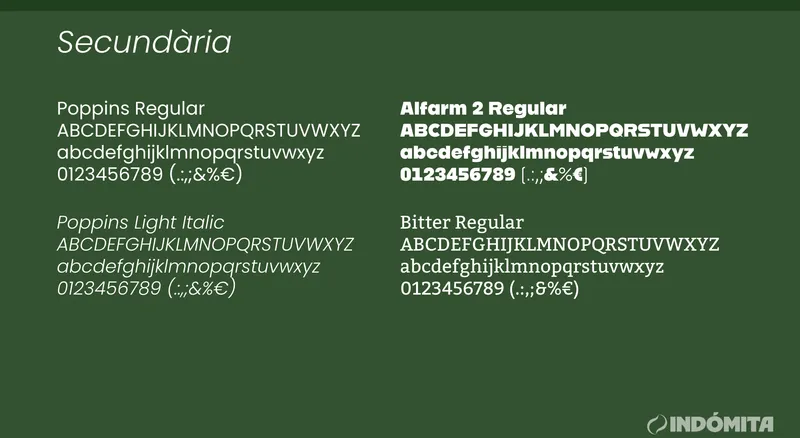 Secundària
Poppins Regular
ABCDEFGHIJKLMNOPQRSTUVWXYZ
abcdefghijklmnopqrstuvwxyz
0123456789 (.:,;&%€)
Alfarm 2 Regular
ABCDEFGHIJKLMNOPQRSTUVWXYZ
abcdefghijklmnopqrstuvwxyz
0123456789 (.:,;&%€)
Poppins Light Italic
ABCDEFGHIJKLMNOPQRSTUVWXYZ
abcdefghijklmnopqrstuvwxyz
0123456789 (.:,;&%€)
Bitter Regular
ABCDEFGHIJKLMNOPQRSTUVWXYZ
abcdefghijklmnopqrstuvwxyz
0123456789 (.:,;&%€)
INDÓMITA